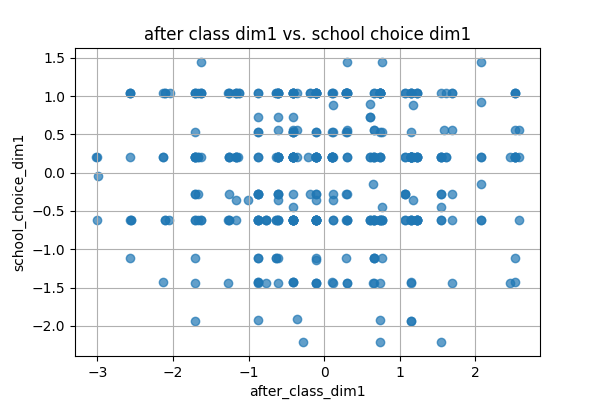 after class dim1 vs. school choice dim1
1.5
1.0
0.5
0.0
−0.5
−1.0
−1.5
−2.0
school_choice_dim1
−3 −2 −1 0 1 2
after_class_dim1